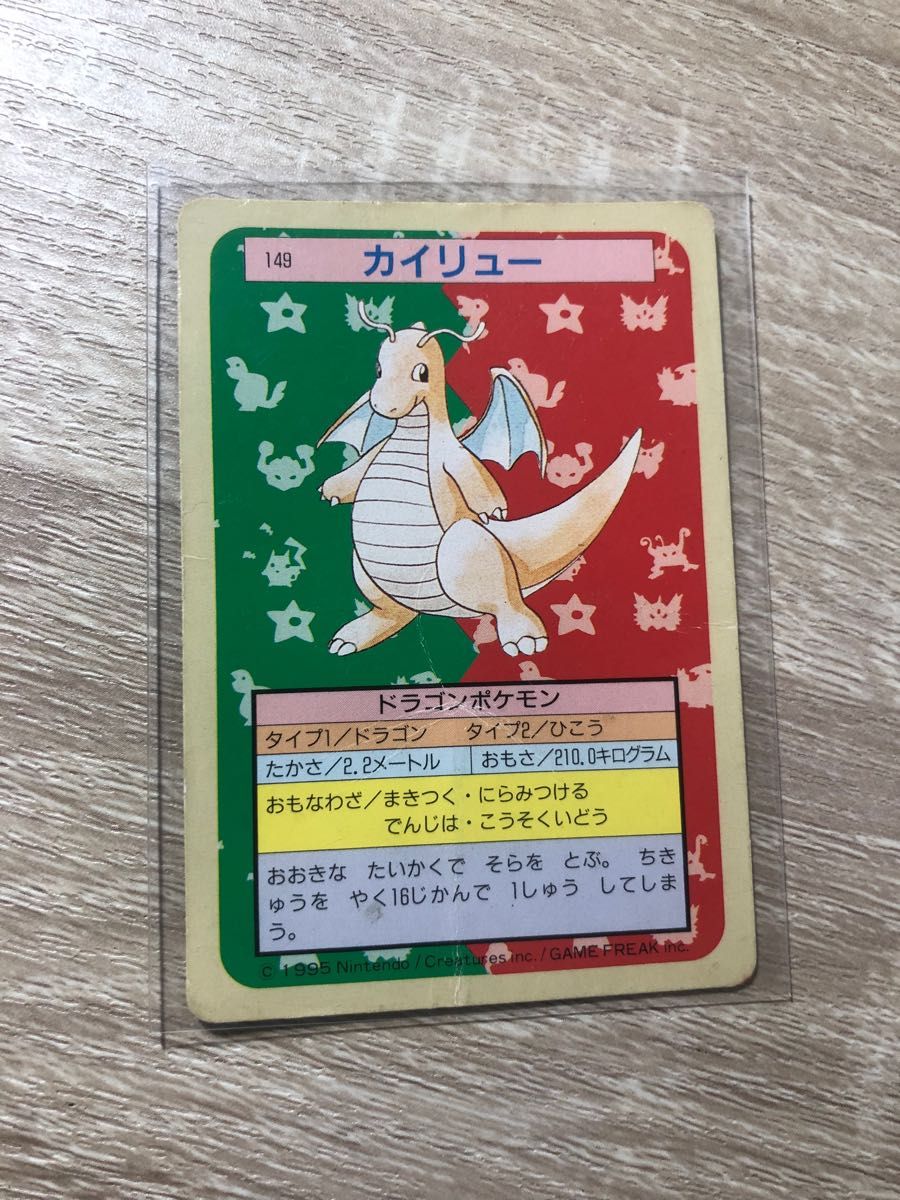 149 カイリュー
ドラゴンポケモン
タイプ1/ドラゴン タイプ2/ひこう
たかさ/2.2メートル おもさ/210.0キログラム
おもなわざ/まきつく・にらみつける
でんじは・こうそくいどう
おおきな たいかくで そらを とぶ。 ちき
ゅうを やく16じかんで 1しゅう してしま
う。
© 1995 Nintendo / Creatures inc. / GAME FREAK inc.